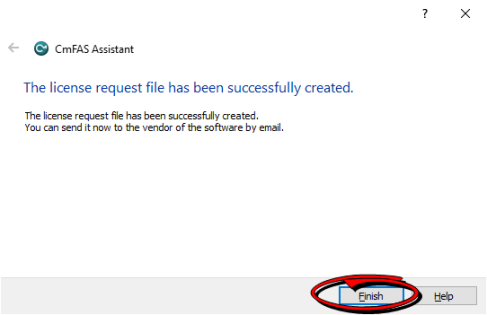 ?
CmFAS Assistant
The license request file has been successfully created.
The license request file has been successfully created.
You can send it now to the vendor of the software by email.
Finish Help